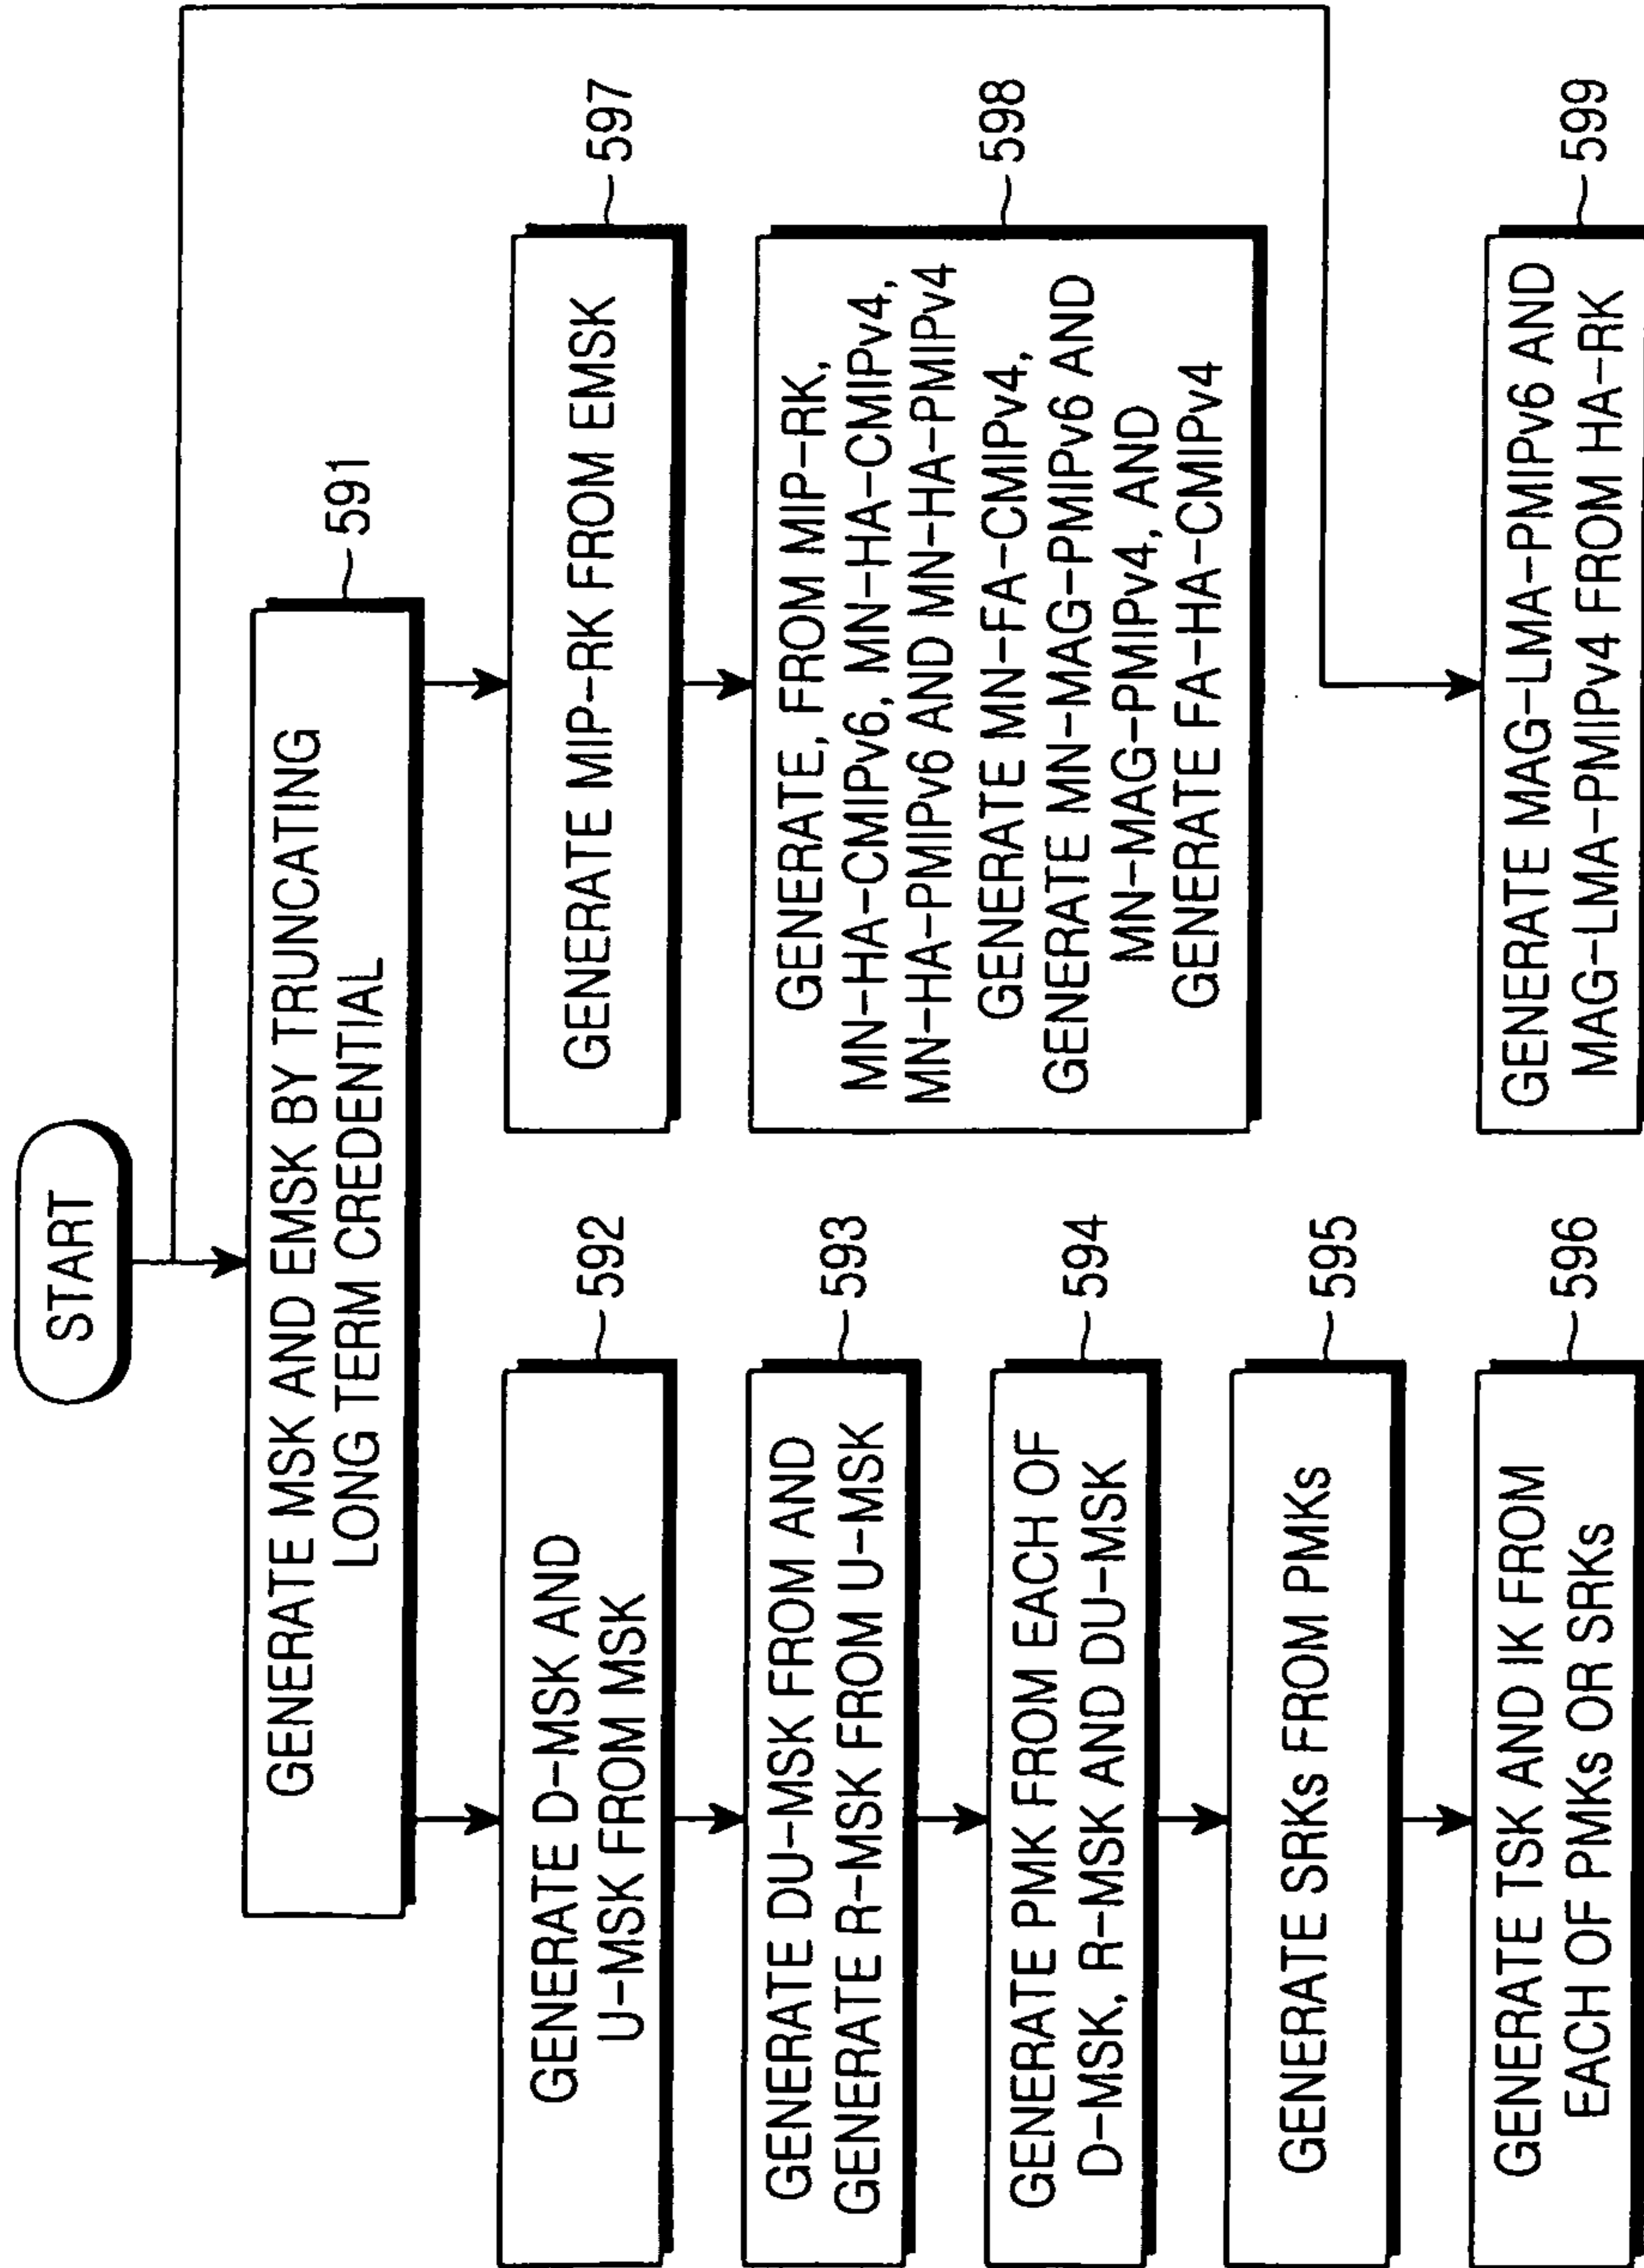 START
GENERATE MSK AND EMSK BY TRUNCATING
LONG TERM CREDENTIAL
591
GENERATE D-MSK AND
U-MSK FROM MSK
592
GENERATE DU-MSK FROM AND
GENERATE R-MSK FROM U-MSK
593
GENERATE PMK FROM EACH OF
D-MSK, R-MSK AND DU-MSK
594
GENERATE SRKs FROM PMKs
595
GENERATE TSK AND IK FROM
EACH OF PMKs OR SRKs
596
GENERATE MIP-RK FROM EMSK
597
GENERATE, FROM MIP-RK,
MN-HA-CMIPv6, MN-HA-CMIPv4,
MN-HA-PMIPv6 AND MN-HA-PMIPv4
GENERATE MN-FA-CMIPv4,
GENERATE MN-MAG-PMIPv6 AND
MN-MAG-PMIPv4, AND
GENERATE FA-HA-CMIPv4
598
GENERATE MAG-LMA-PMIPv6 AND
MAG-LMA-PMIPv4 FROM HA-RK
599